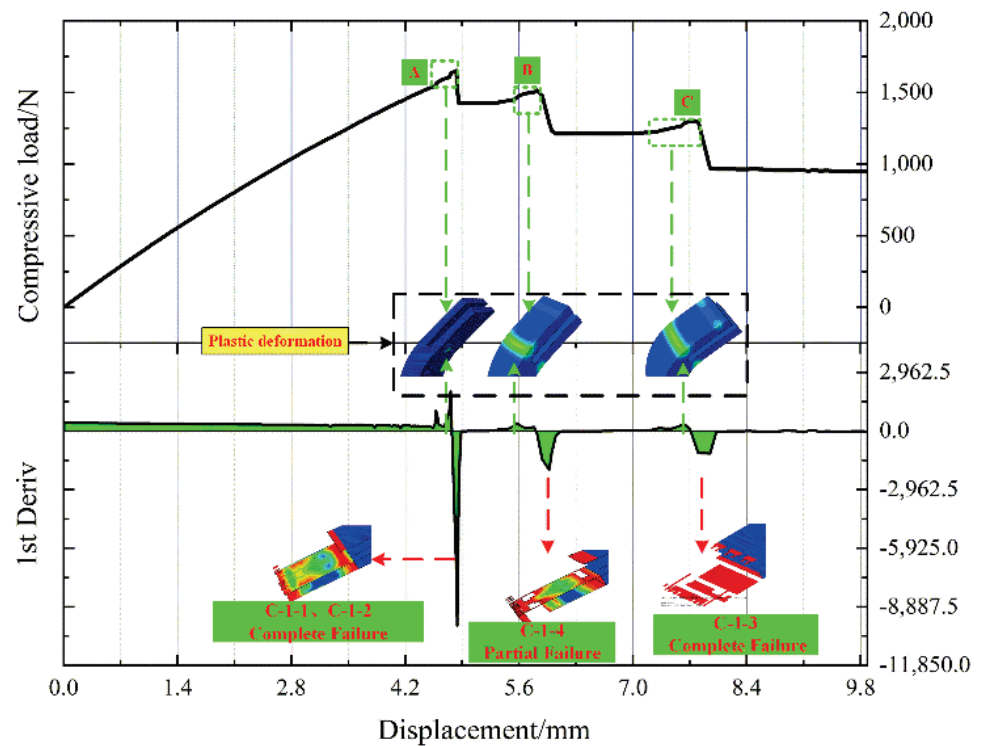 2,000
A
B
C
1,500
1,000
500
0
Compressive load/N
Plastic deformation
2,962.5
0.0
-2,962.5
-5,925.0
-8,887.5
-11,850.0
1st Deriv
C-1-1、C-1-2
Complete Failure
C-1-4
Partial Failure
C-1-3
Complete Failure
0.0 1.4 2.8 4.2 5.6 7.0 8.4 9.8
Displacement/mm